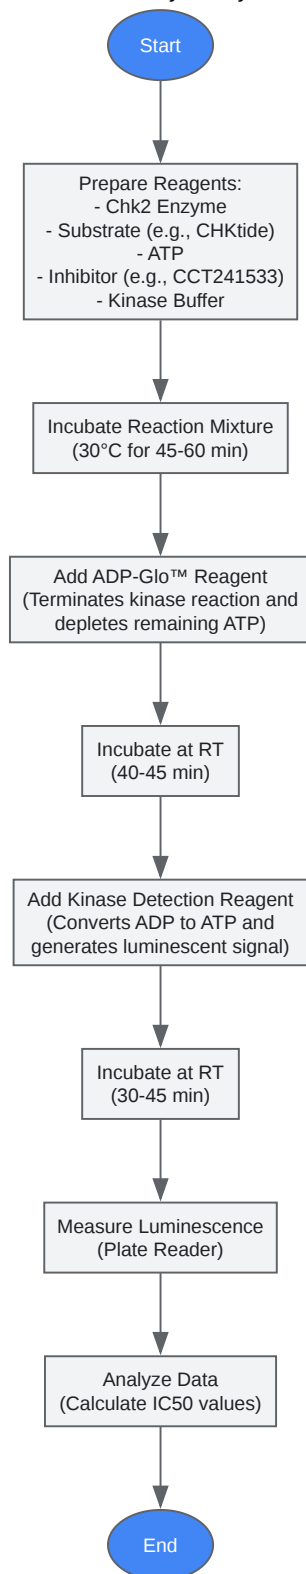 Start
Prepare Reagents:
- Chk2 Enzyme
- Substrate (e.g., CHKtide)
- ATP
- Inhibitor (e.g., CCT241533)
- Kinase Buffer
Incubate Reaction Mixture
(30°C for 45-60 min)
Add ADP-Glo™ Reagent
(Terminates kinase reaction and
depletes remaining ATP)
Incubate at RT
(40-45 min)
Add Kinase Detection Reagent
(Converts ADP to ATP and
generates luminescent signal)
Incubate at RT
(30-45 min)
Measure Luminescence
(Plate Reader)
Analyze Data
(Calculate IC50 values)
End